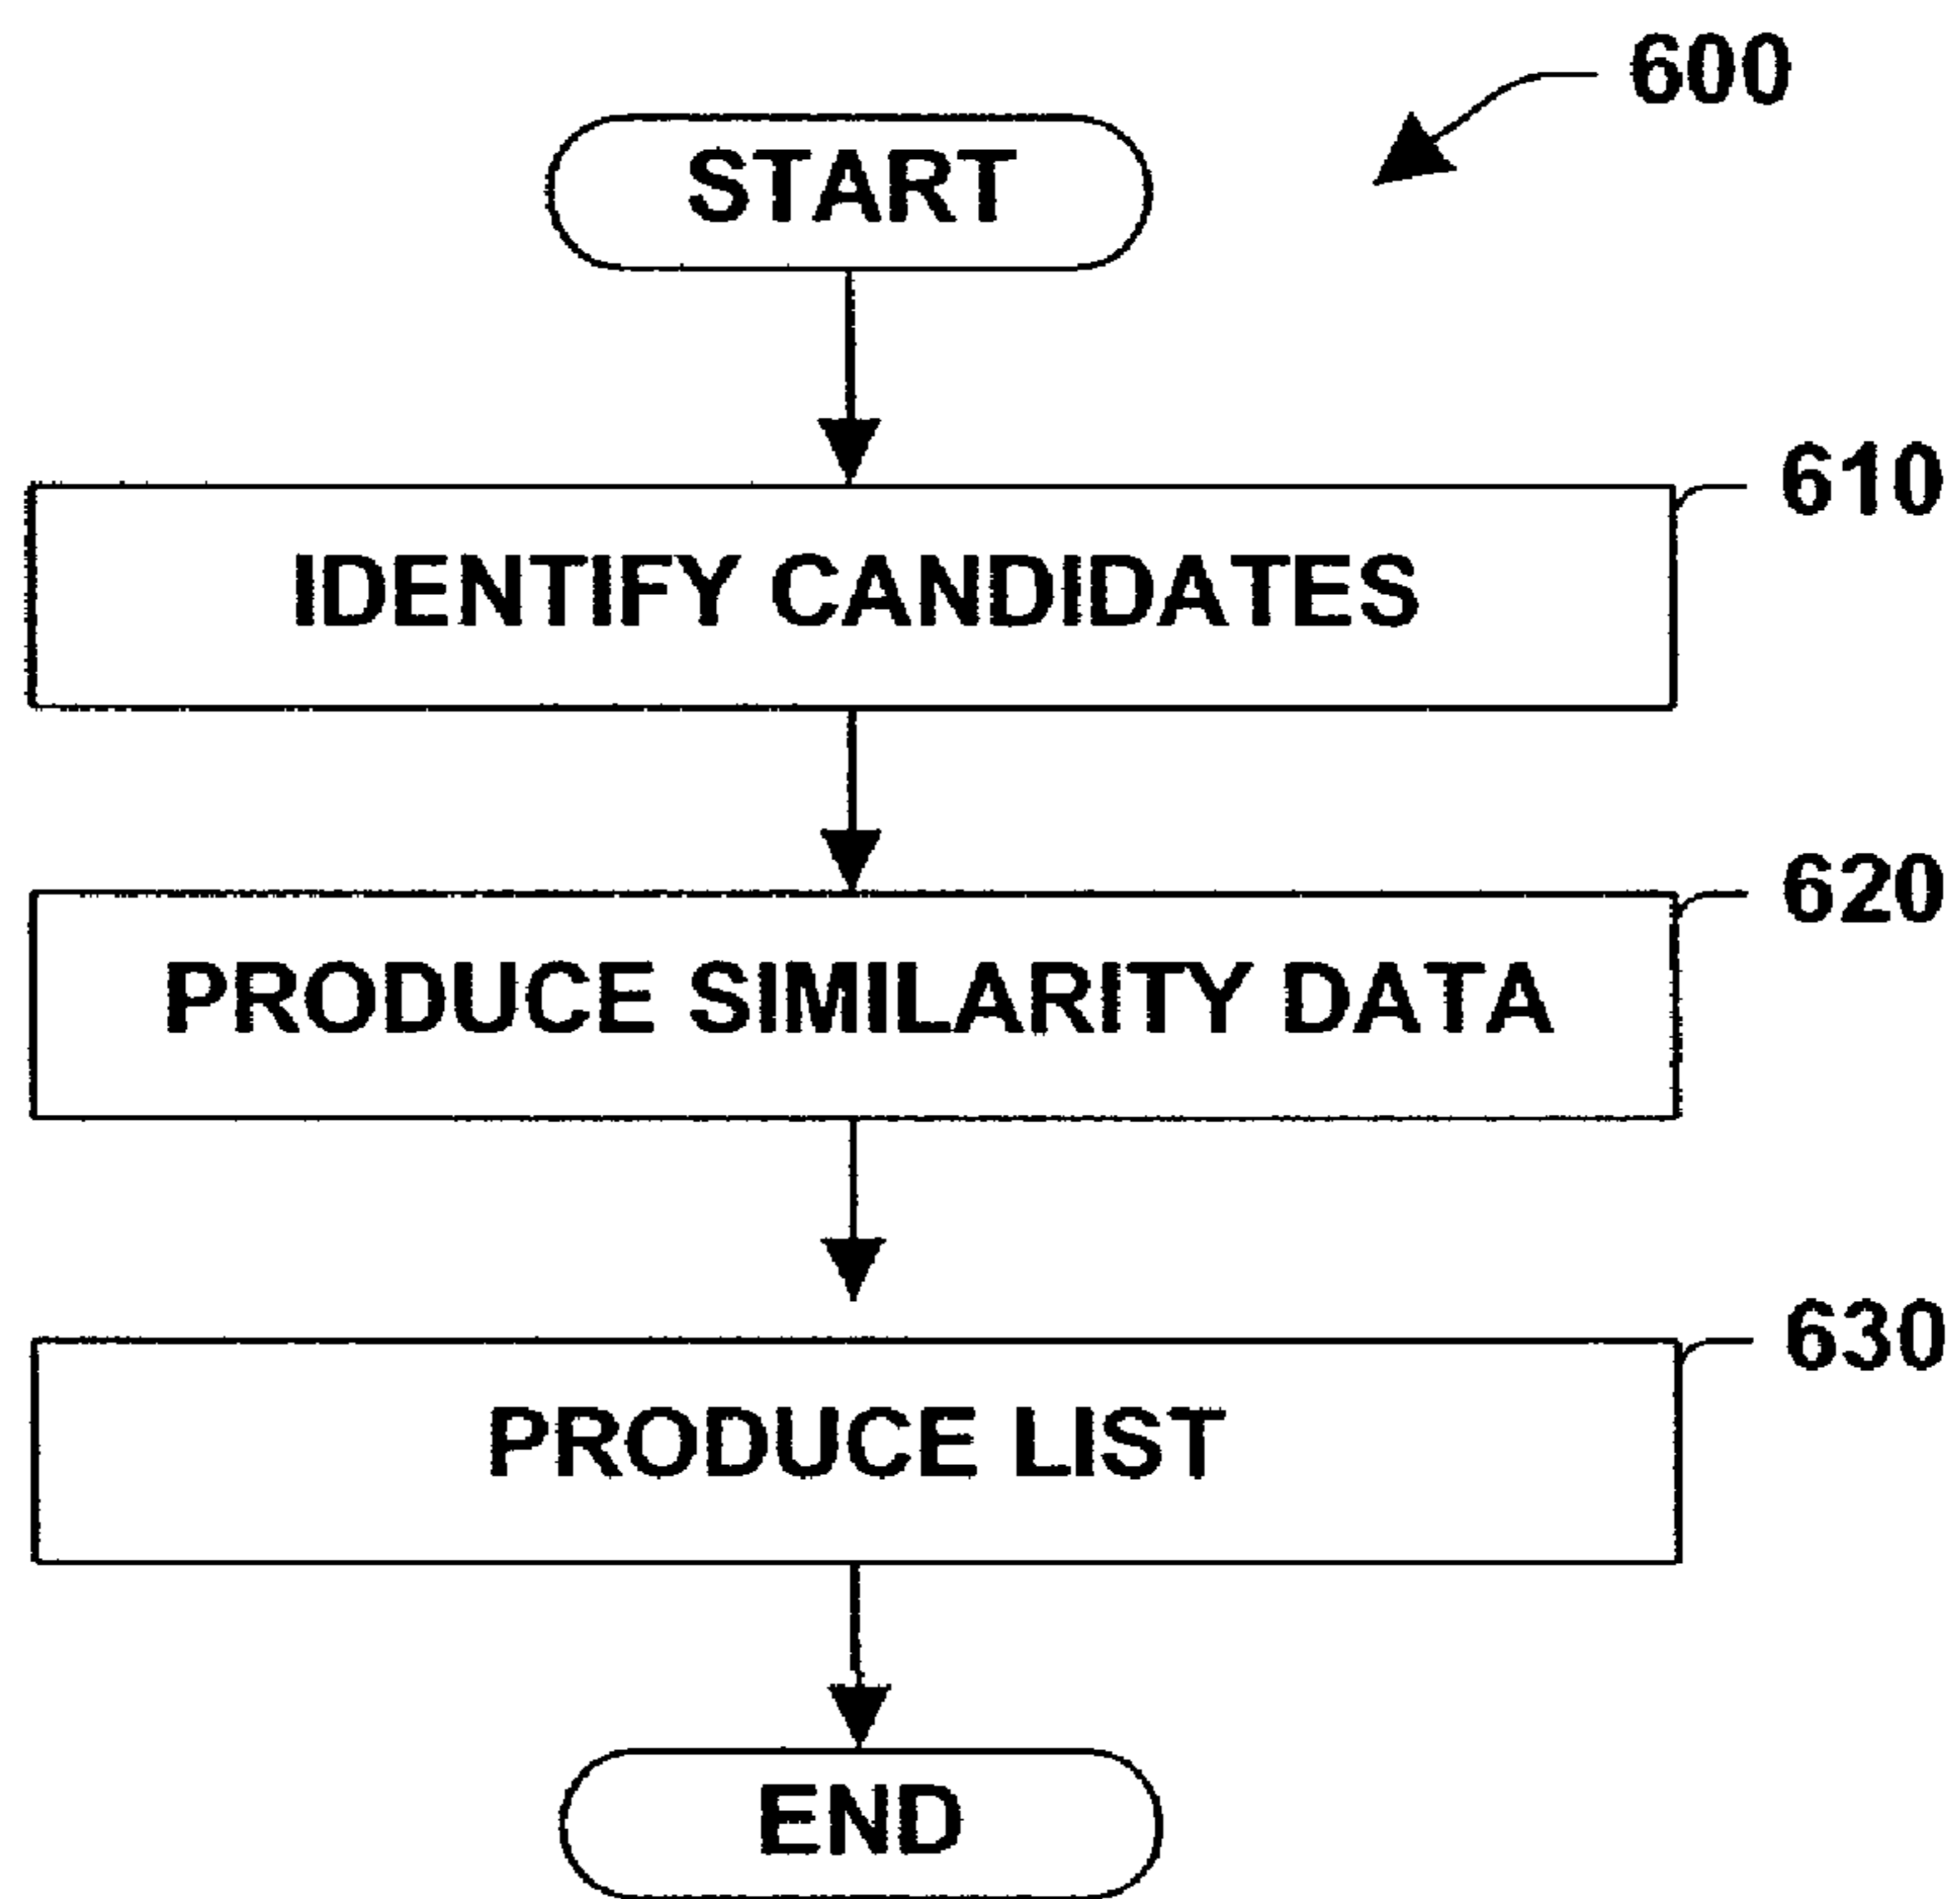 600
START
610
IDENTIFY CANDIDATES
620
PRODUCE SIMILARITY DATA
630
PRODUCE LIST
END